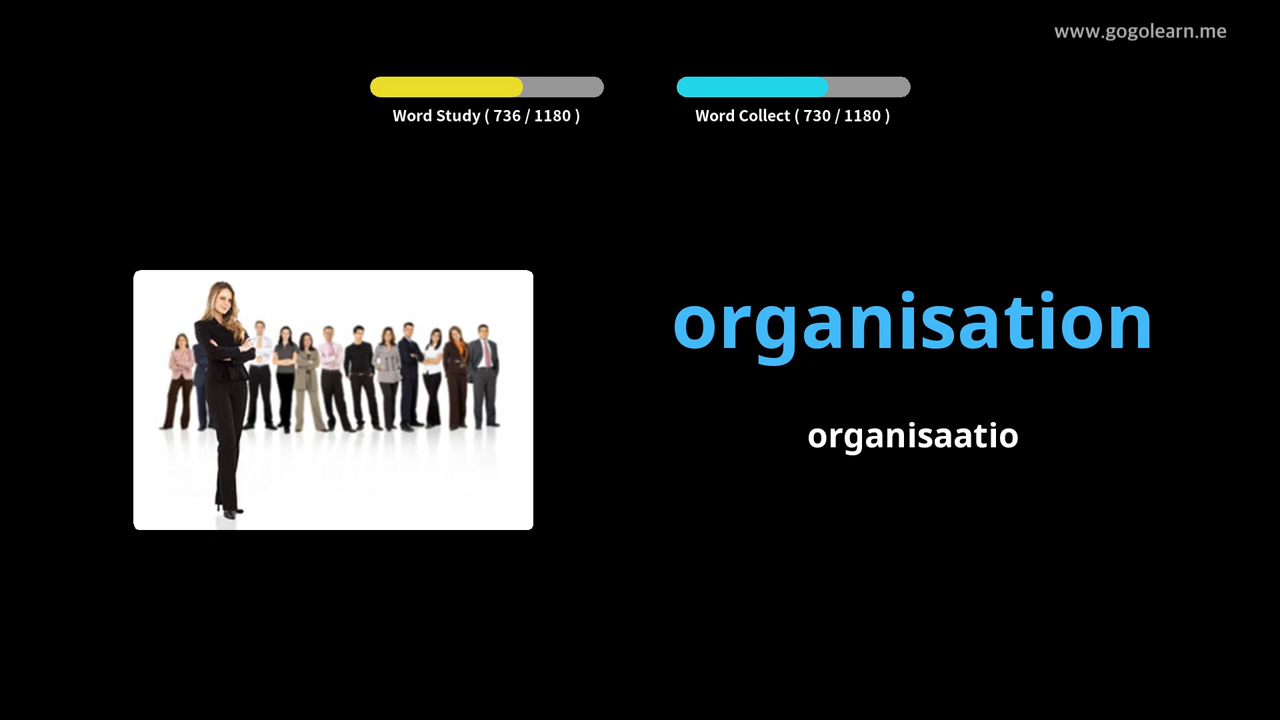 www.gogolearn.me
Word Study ( 736 / 1180 )
Word Collect ( 730 / 1180 )
organisation
organisaatio